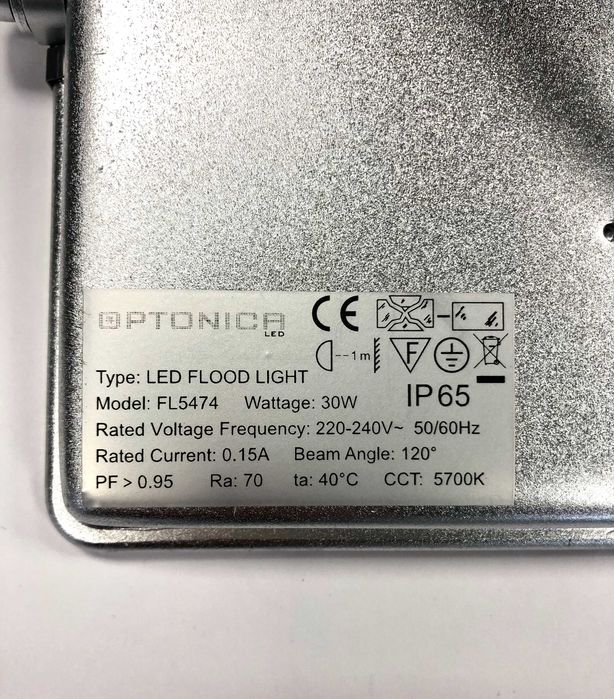 OPTONICA
LED
CE
1m
F
Type: LED FLOOD LIGHT
Model: FL5474 Wattage: 30W IP65
Rated Voltage Frequency: 220-240V~ 50/60Hz
Rated Current: 0.15A Beam Angle: 120°
PF > 0.95 Ra: 70 ta: 40°C CCT: 5700K